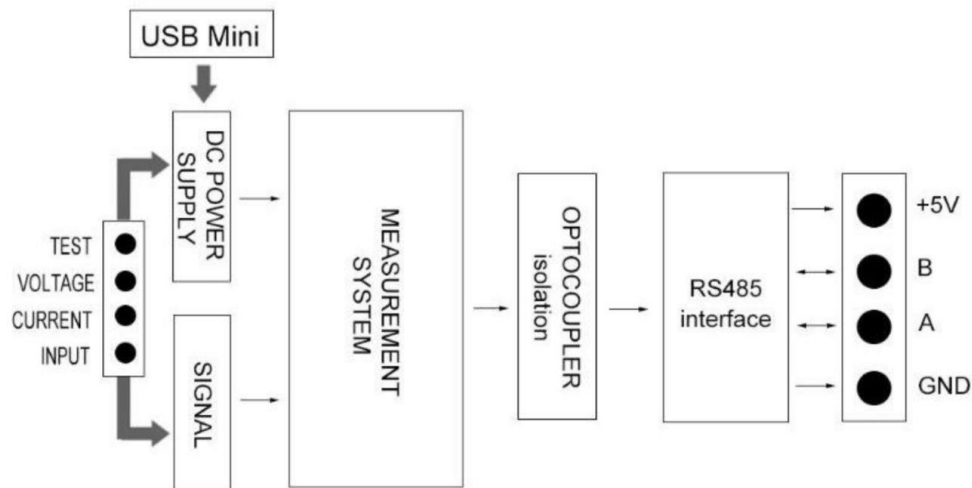 USB Mini
DC POWER
SUPPLY
TEST
VOLTAGE
CURRENT
INPUT
SIGNAL
MEASUREMENT
SYSTEM
OPTOCOUPLER
isolation
RS485
interface
+5V
B
A
GND